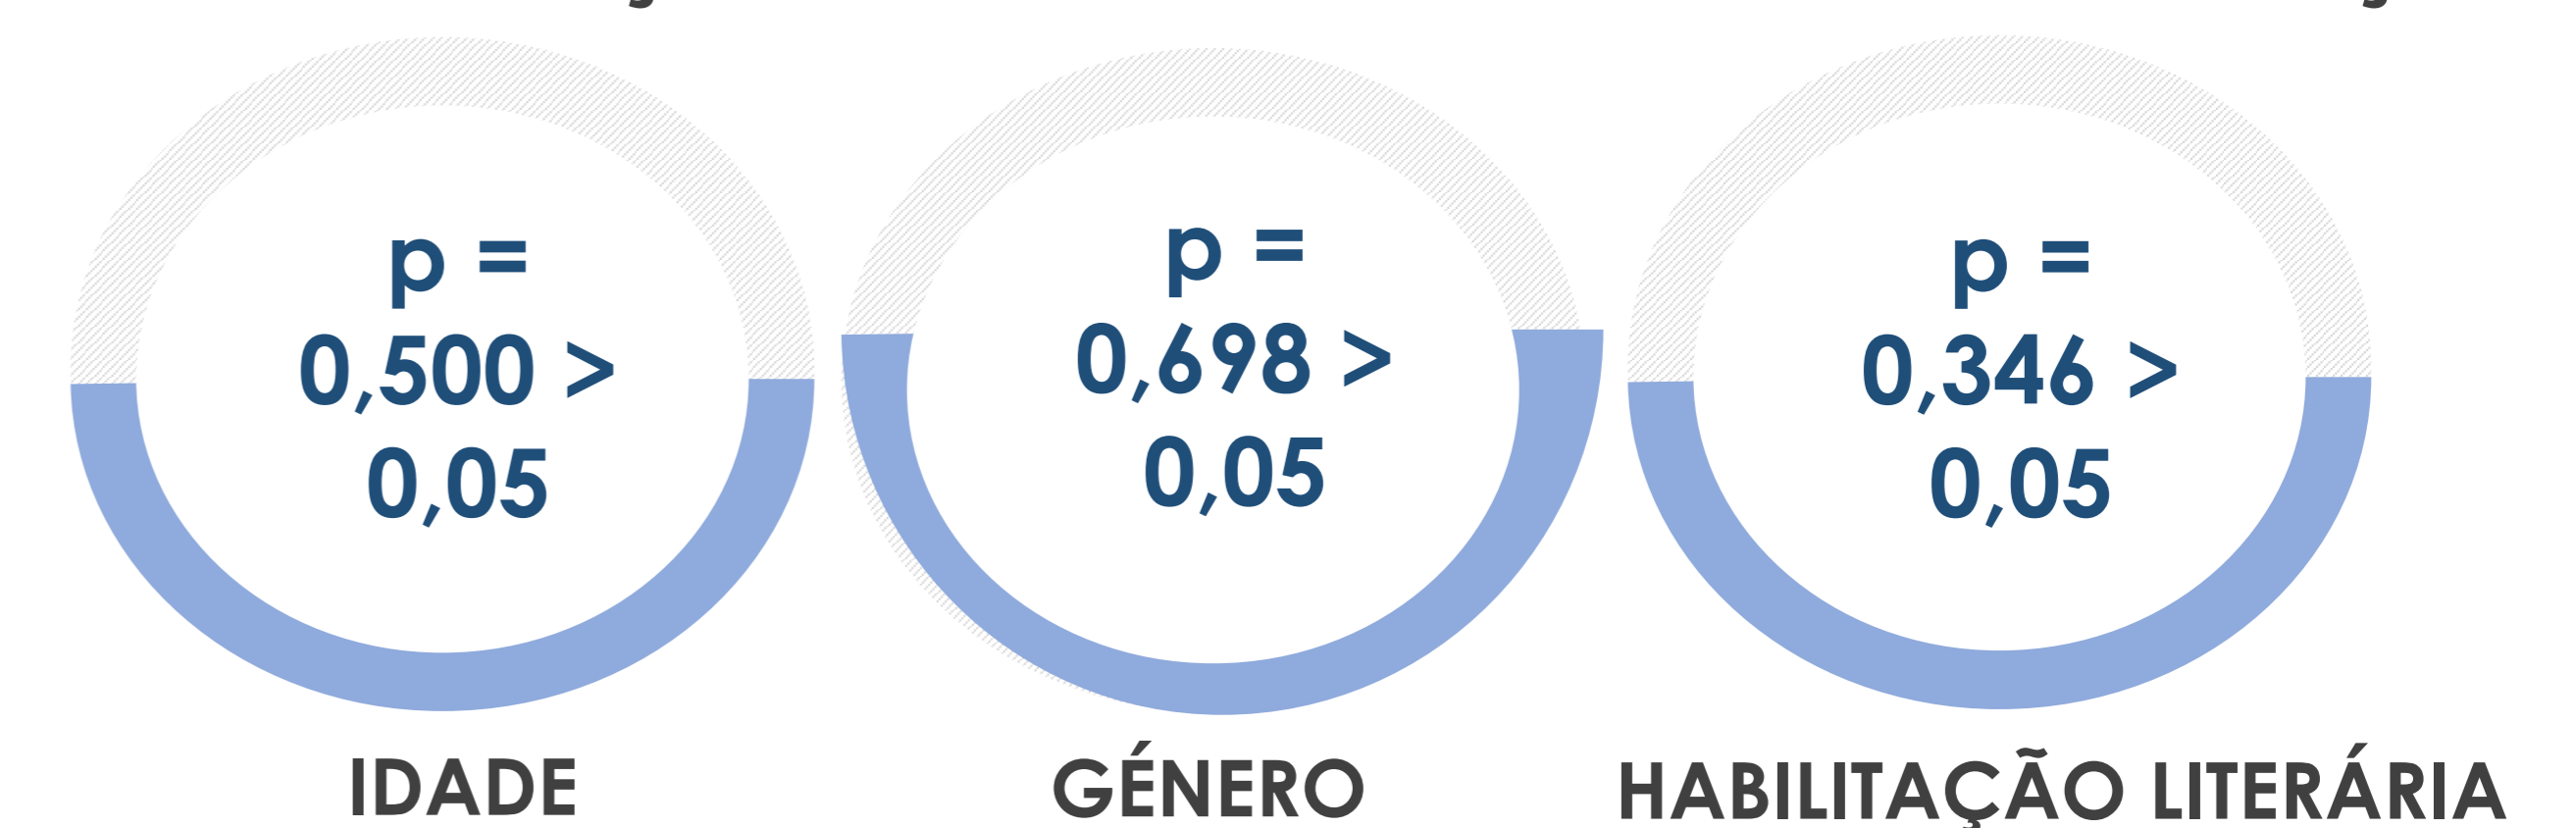 p =
0,500 >
0,05
IDADE
p =
0,698 >
0,05
GÉNERO
p =
0,346 >
0,05
HABILITAÇÃO LITERÁRIA